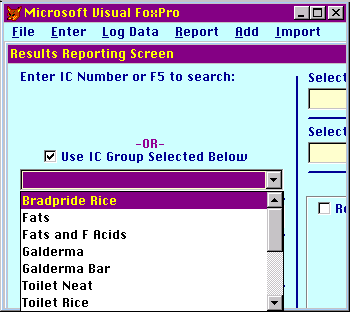 Microsoft Visual FoxPro
File Enter Log Data Report Add Import
Results Reporting Screen
Enter IC Number or F5 to search:
Selec
-OR-
Selec
Use IC Group Selected Below
Bradpride Rice
Fats
Re
Fats and F Acids
Galderma
Galderma Bar
Toilet Neat
Toilet Rice